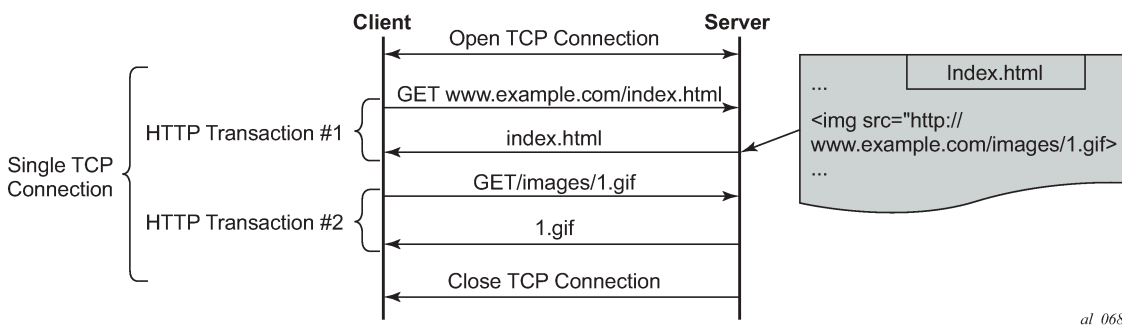 Client
Server
Open TCP Connection
Index.html
...
GET www.example.com/index.html
<img src="http://
www.example.com/images/1.gif>
...
HTTP Transaction #1
index.html
Single TCP
Connection
GET/images/1.gif
HTTP Transaction #2
1.gif
Close TCP Connection
al_068